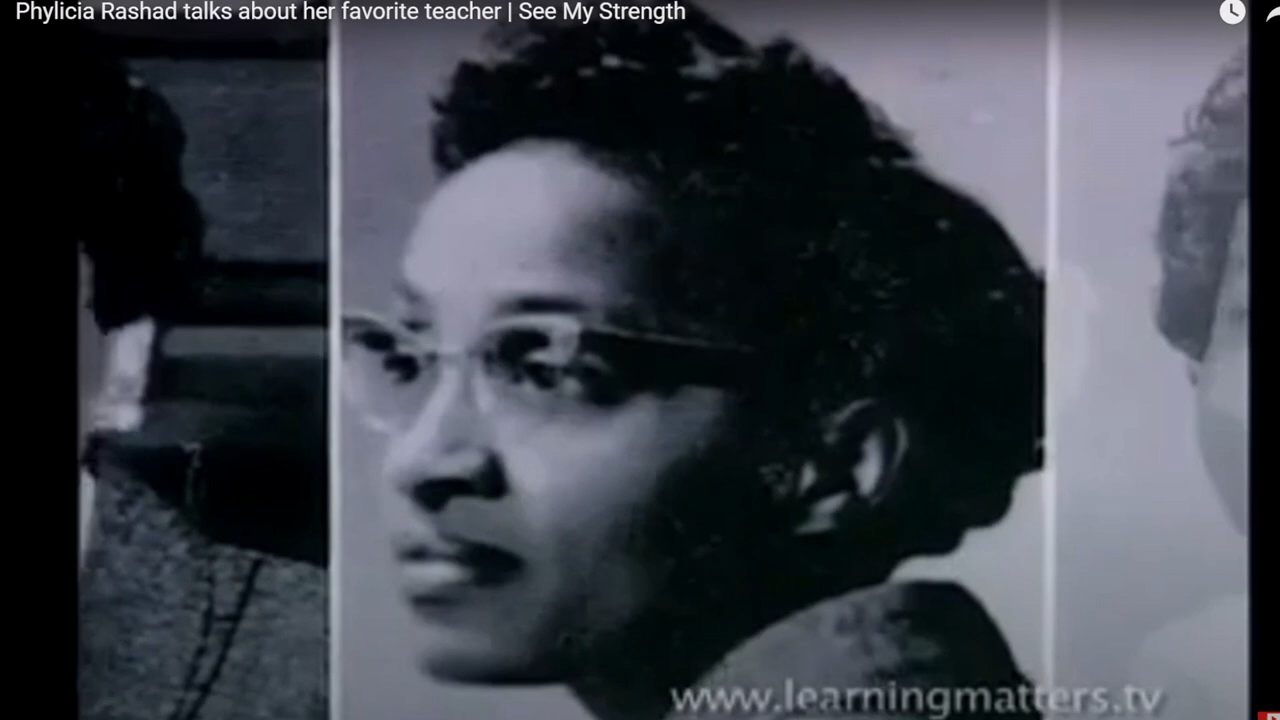 Phylicia Rashad talks about her favorite teacher | See My Strength
www.learningmatters.tv